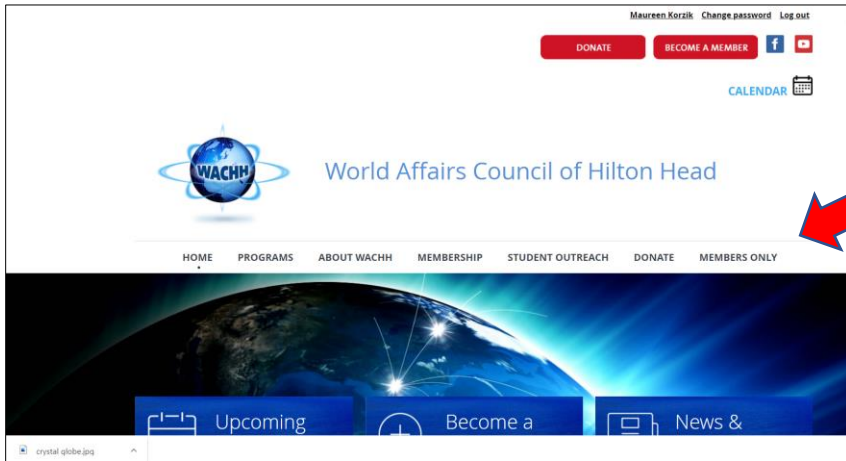 Maureen Korzik Change password Log out
DONATE BECOME A MEMBER f
CALENDAR
WACHH
World Affairs Council of Hilton Head
HOME PROGRAMS ABOUT WACHH MEMBERSHIP STUDENT OUTREACH DONATE MEMBERS ONLY
Upcoming Become a News &
crystal globe.jpg